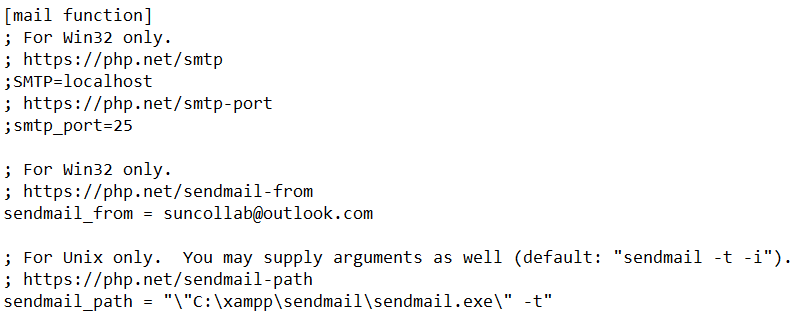 [mail function]
; For Win32 only.
; https://php.net/smtp
;SMTP=localhost
; https://php.net/smtp-port
;smtp_port=25
; For Win32 only.
; https://php.net/sendmail-from
sendmail_from = suncollab@outlook.com
; For Unix only.  You may supply arguments as well (default: "sendmail -t -i").
; https://php.net/sendmail-path
sendmail_path = "\"C:\xampp\sendmail\sendmail.exe\" -t"